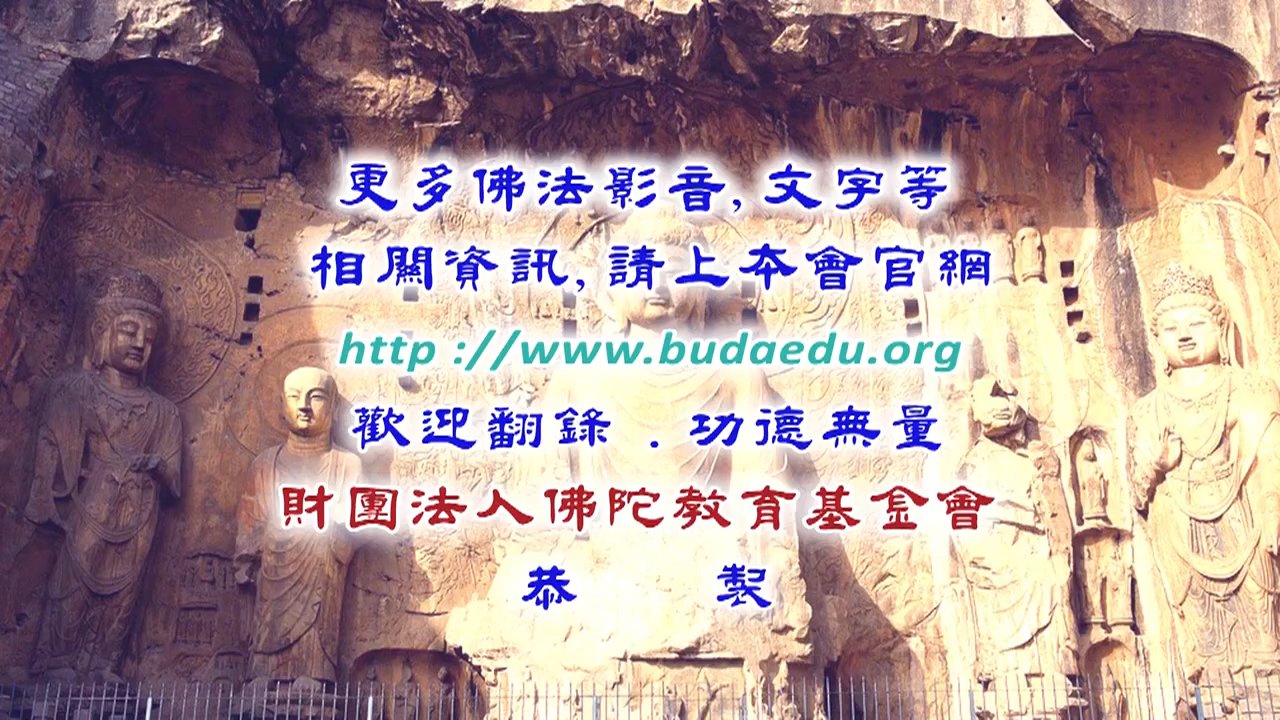 更多佛法影音,文字等
相關資訊,請上本會官網
http ://www.budaedu.org
歡迎翻錄 . 功德無量
財團法人佛陀教育基金會
恭 製